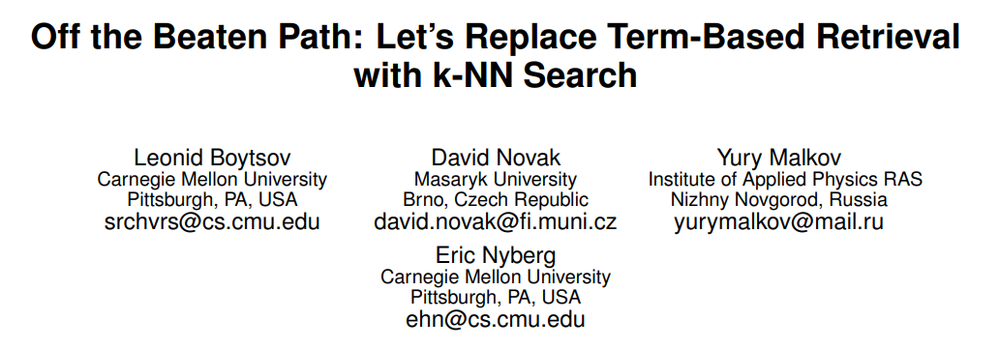 Off the Beaten Path: Let's Replace Term-Based Retrieval
with k-NN Search
Leonid Boytsov
Carnegie Mellon University
Pittsburgh, PA, USA
srchvrs@cs.cmu.edu
David Novak
Masaryk University
Brno, Czech Republic
david.novak@fi.muni.cz
Yury Malkov
Institute of Applied Physics RAS
Nizhny Novgorod, Russia
yurymalkov@mail.ru
Eric Nyberg
Carnegie Mellon University
Pittsburgh, PA, USA
ehn@cs.cmu.edu